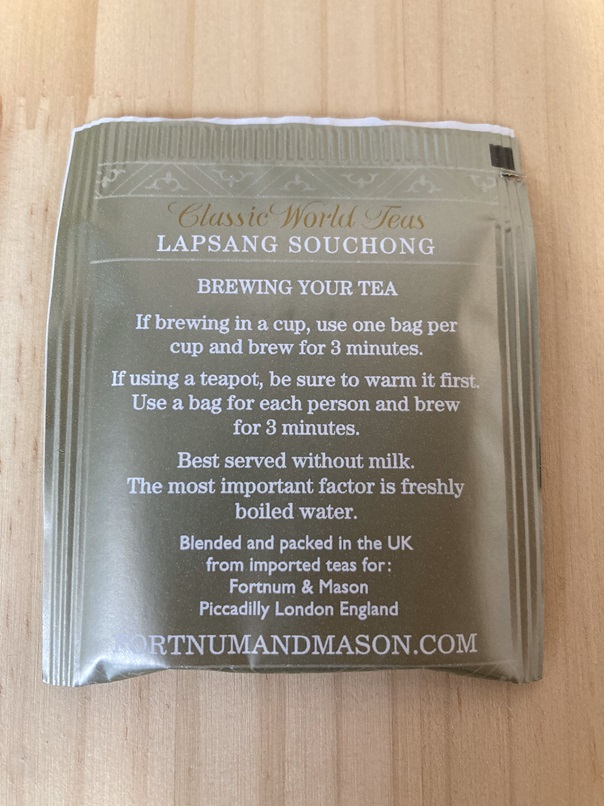 Classic World Teas
LAPSANG SOUCHONG
BREWING YOUR TEA
If brewing in a cup, use one bag per
cup and brew for 3 minutes.
If using a teapot, be sure to warm it first.
Use a bag for each person and brew
for 3 minutes.
Best served without milk.
The most important factor is freshly
boiled water.
Blended and packed in the UK
from imported teas for:
Fortnum & Mason
Piccadilly London England
FORTNUMANDMASON.COM